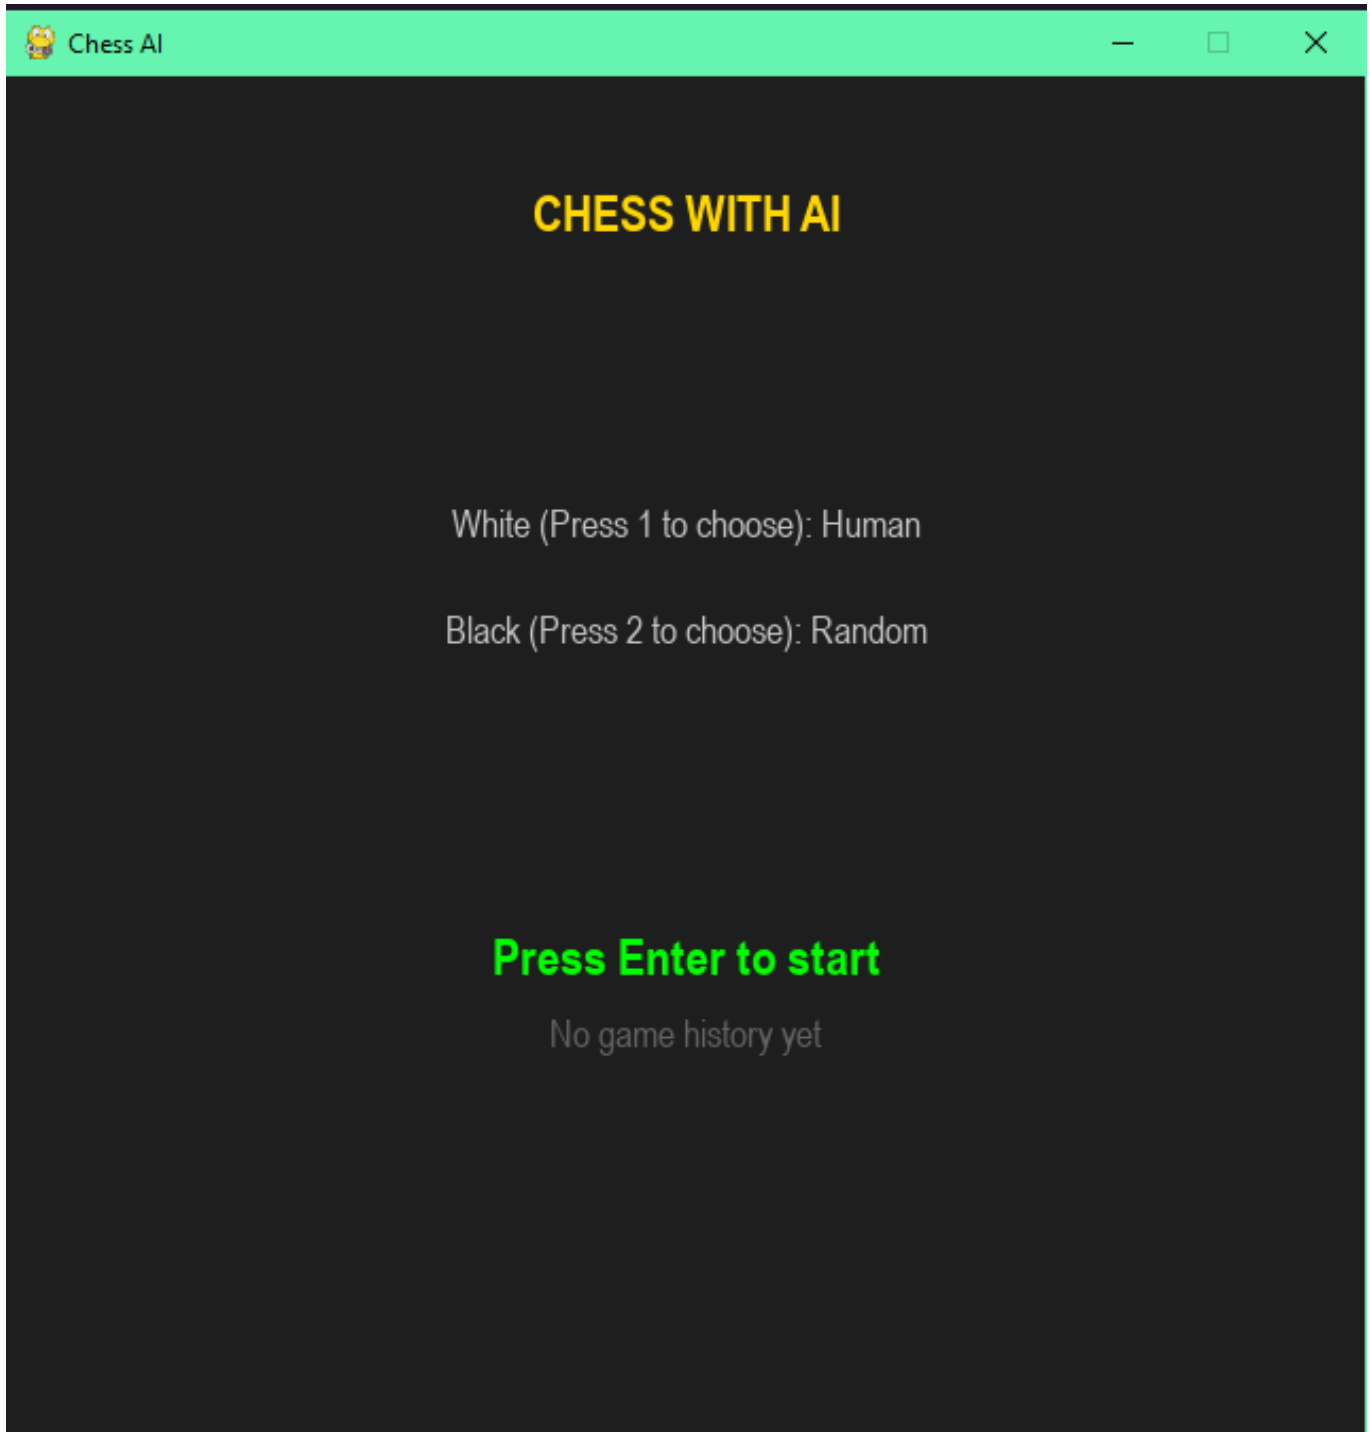 Chess AI
CHESS WITH AI
White (Press 1 to choose): Human
Black (Press 2 to choose): Random
Press Enter to start
No game history yet